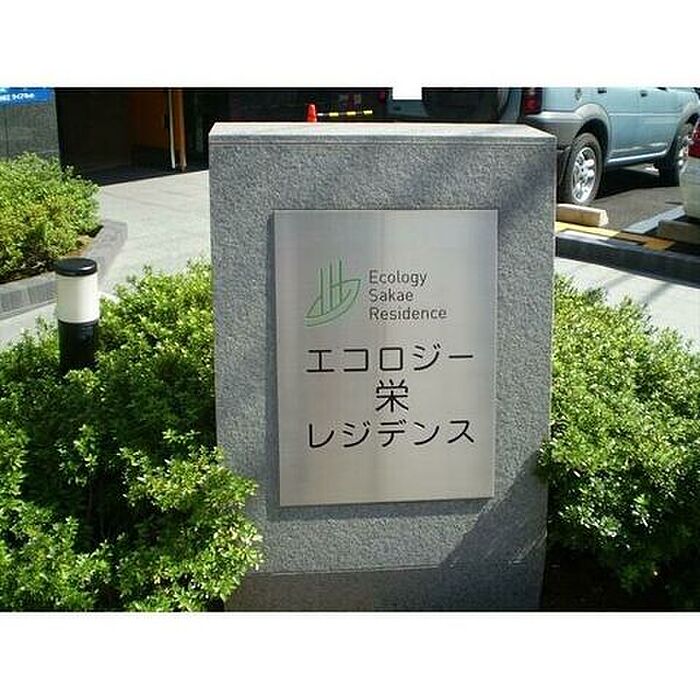 Ecology
Sakae
Residence
エコロジー
栄
レジデンス